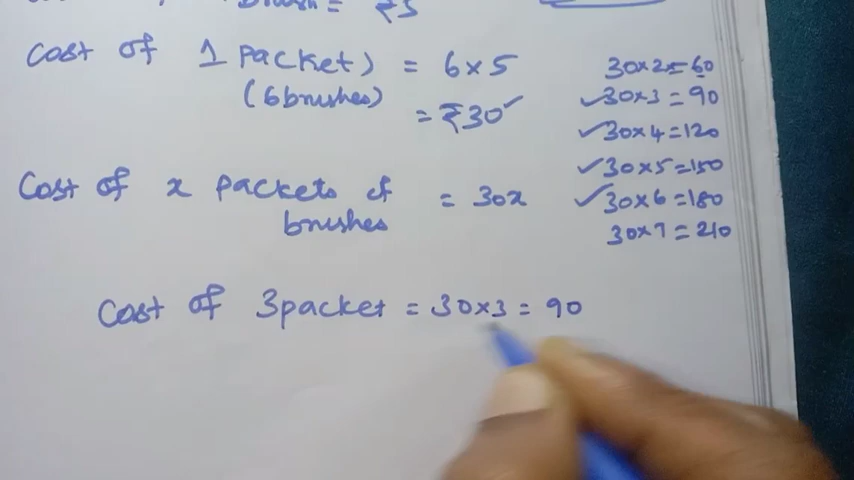 = ₹5
Cost of 1 Packet) = 6×5
(6 brushes)
= ₹30✓
Cost of x packets of = 30x
brushes
Cost of 3 packet = 30×3 = 90
30×2=60
✓30×3=90
✓30×4=120
✓30×5=150
✓30×6=180
30×7=210